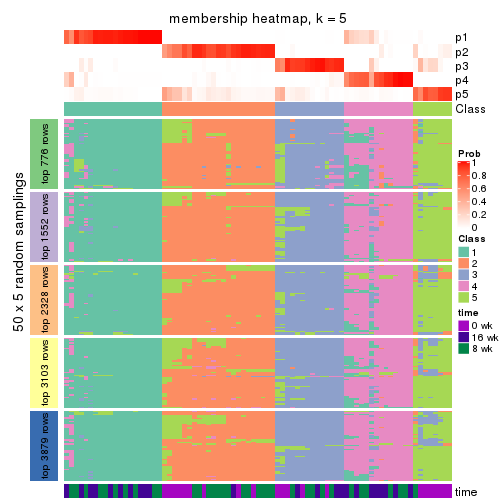 membership heatmap, k = 5
p1
p2
p3
p4
p5
Class
50 x 5 random samplings
top 776 rows
top 1552 rows
top 2328 rows
top 3103 rows
top 3879 rows
time
Prob
1
0.8
0.6
0.4
0.2
0
Class
1
2
3
4
5
time
0 wk
16 wk
8 wk